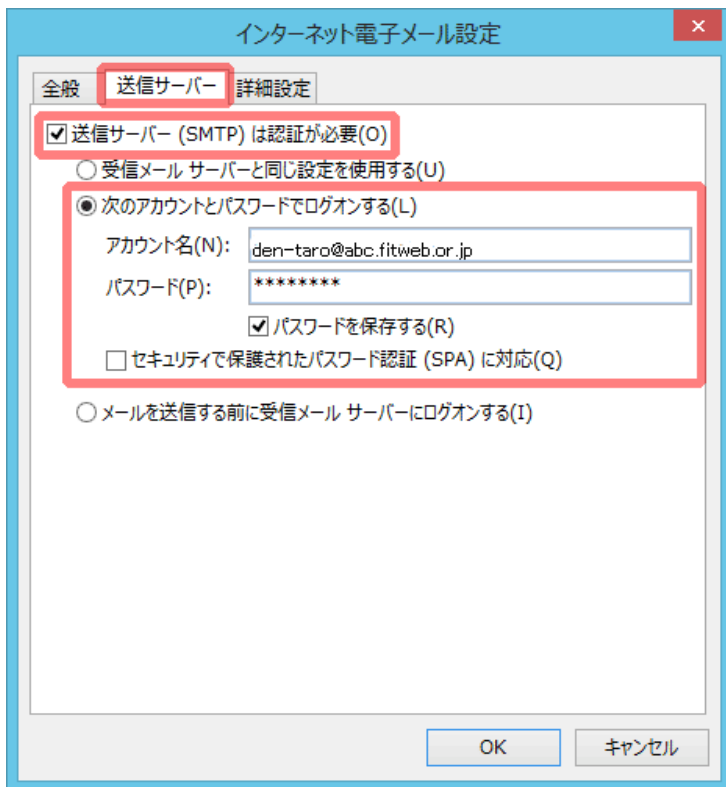 インターネット電子メール設定
全般 送信サーバー 詳細設定
送信サーバー (SMTP) は認証が必要(O)
受信メール サーバーと同じ設定を使用する(U)
次のアカウントとパスワードでログオンする(L)
アカウント名(N): den-taro@abc.fitweb.or.jp
パスワード(P): ********
パスワードを保存する(R)
セキュリティで保護されたパスワード認証 (SPA) に対応(Q)
メールを送信する前に受信メール サーバーにログオンする(I)
OK キャンセル